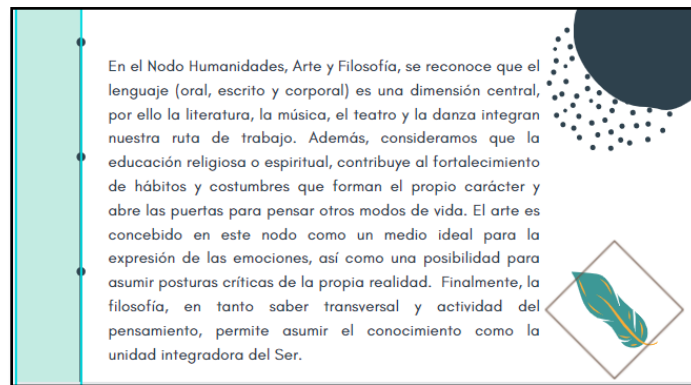 En el Nodo Humanidades, Arte y Filosofía, se reconoce que el
lenguaje (oral, escrito y corporal) es una dimensión central,
por ello la literatura, la música, el teatro y la danza integran
nuestra ruta de trabajo. Además, consideramos que la
educación religiosa o espiritual, contribuye al fortalecimiento
de hábitos y costumbres que forman el propio carácter y
abre las puertas para pensar otros modos de vida. El arte es
concebido en este nodo como un medio ideal para la
expresión de las emociones, así como una posibilidad para
asumir posturas críticas de la propia realidad. Finalmente, la
filosofía, en tanto saber transversal y actividad del
pensamiento, permite asumir el conocimiento como la
unidad integradora del Ser.